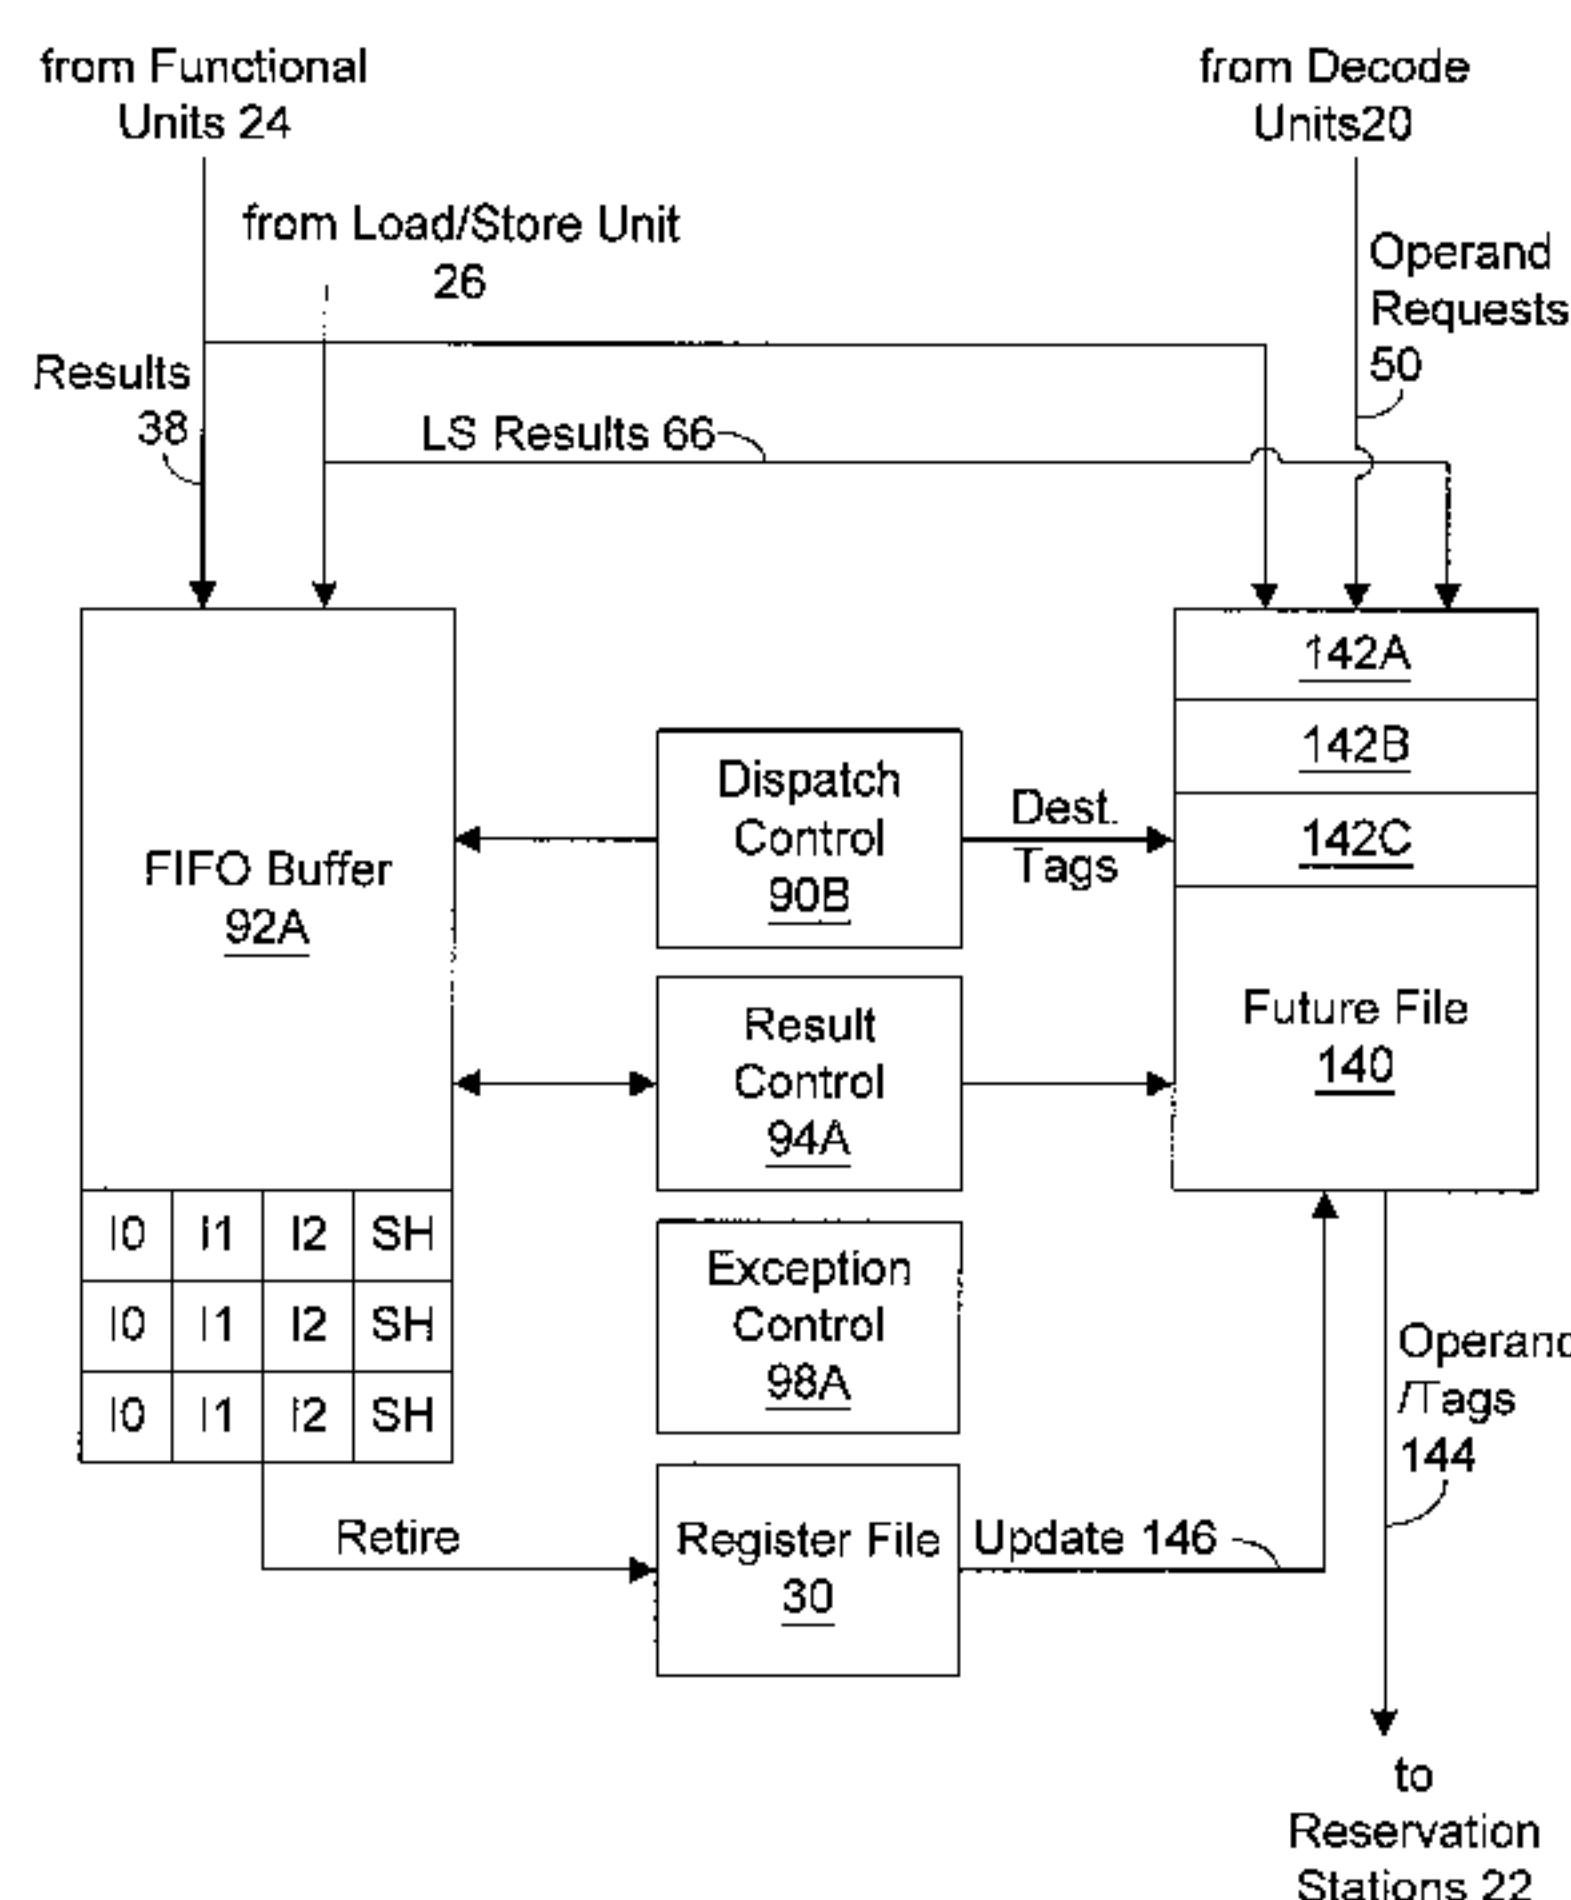 from Functional
Units 24
from Decode
Units20
from Load/Store Unit
26
Operand
Requests
50
Results
38
LS Results 66
142A
142B
142C
Dispatch
Control
90B
Dest.
Tags
FIFO Buffer
92A
Future File
140
Result
Control
94A
I0 I1 I2 SH
I0 I1 I2 SH
I0 I1 I2 SH
Exception
Control
98A
Operand
/Tags
144
Retire
Register File
30
Update 146
to
Reservation
Stations 22